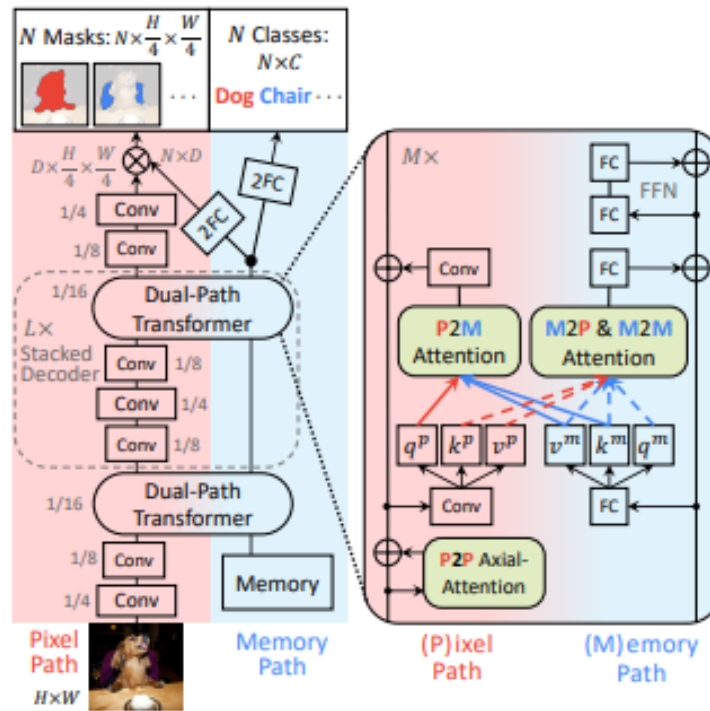 N Masks: N × H/4 × W/4
N Classes:
N×C
Dog Chair ···
···
D × H/4 × W/4
N×D
2FC
2FC
1/4
Conv
1/8
Conv
1/16
Dual-Path
Transformer
L×
Stacked
Decoder
Conv
1/8
Conv
1/4
Conv
1/8
1/16
Dual-Path
Transformer
1/8
Conv
1/4
Conv
Memory
Pixel
Path
H×W
Memory
Path
M×
FC
FFN
FC
Conv
FC
P2M
Attention
M2P & M2M
Attention
q^p k^p v^p v^m k^m q^m
Conv
FC
P2P Axial-
Attention
(P)ixel
Path
(M)emory
Path